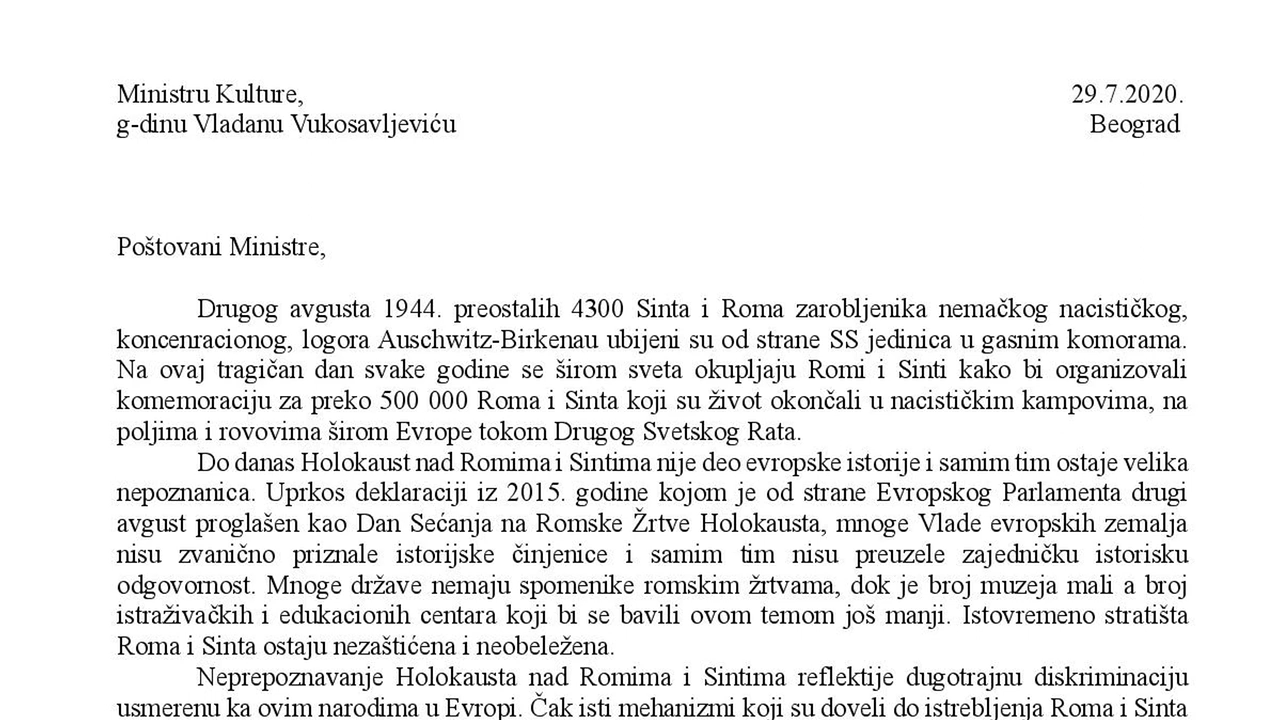 Ministru Kulture,
29.7.2020.
g-dinu Vladanu Vukosavljeviću
Beograd
Poštovani Ministre,
Drugog avgusta 1944. preostalih 4300 Sinta i Roma zarobljenika nemačkog nacističkog,
koncenracionog, logora Auschwitz-Birkenau ubijeni su od strane SS jedinica u gasnim komorama.
Na ovaj tragičan dan svake godine se širom sveta okupljaju Romi i Sinti kako bi organizovali
komemoraciju za preko 500 000 Roma i Sinta koji su život okončali u nacističkim kampovima, na
poljima i rovovima širom Evrope tokom Drugog Svetskog Rata.
Do danas Holokaust nad Romima i Sintima nije deo evropske istorije i samim tim ostaje velika
nepoznanica. Uprkos deklaraciji iz 2015. godine kojom je od strane Evropskog Parlamenta drugi
avgust proglašen kao Dan Sećanja na Romske Žrtve Holokausta, mnoge Vlade evropskih zemalja
nisu zvanično priznale istorijske činjenice i samim tim nisu preuzele zajedničku istorisku
odgovornost. Mnoge države nemaju spomenike romskim žrtvama, dok je broj muzeja mali a broj
istraživačkih i edukacionih centara koji bi se bavili ovom temom još manji. Istovremeno stratišta
Roma i Sinta ostaju nezaštićena i neobeležena.
Neprepoznavanje Holokausta nad Romima i Sintima reflektije dugotrajnu diskriminaciju
usmerenu ka ovim narodima u Evropi. Čak isti mehanizmi koji su doveli do istrebljenja Roma i Sinta